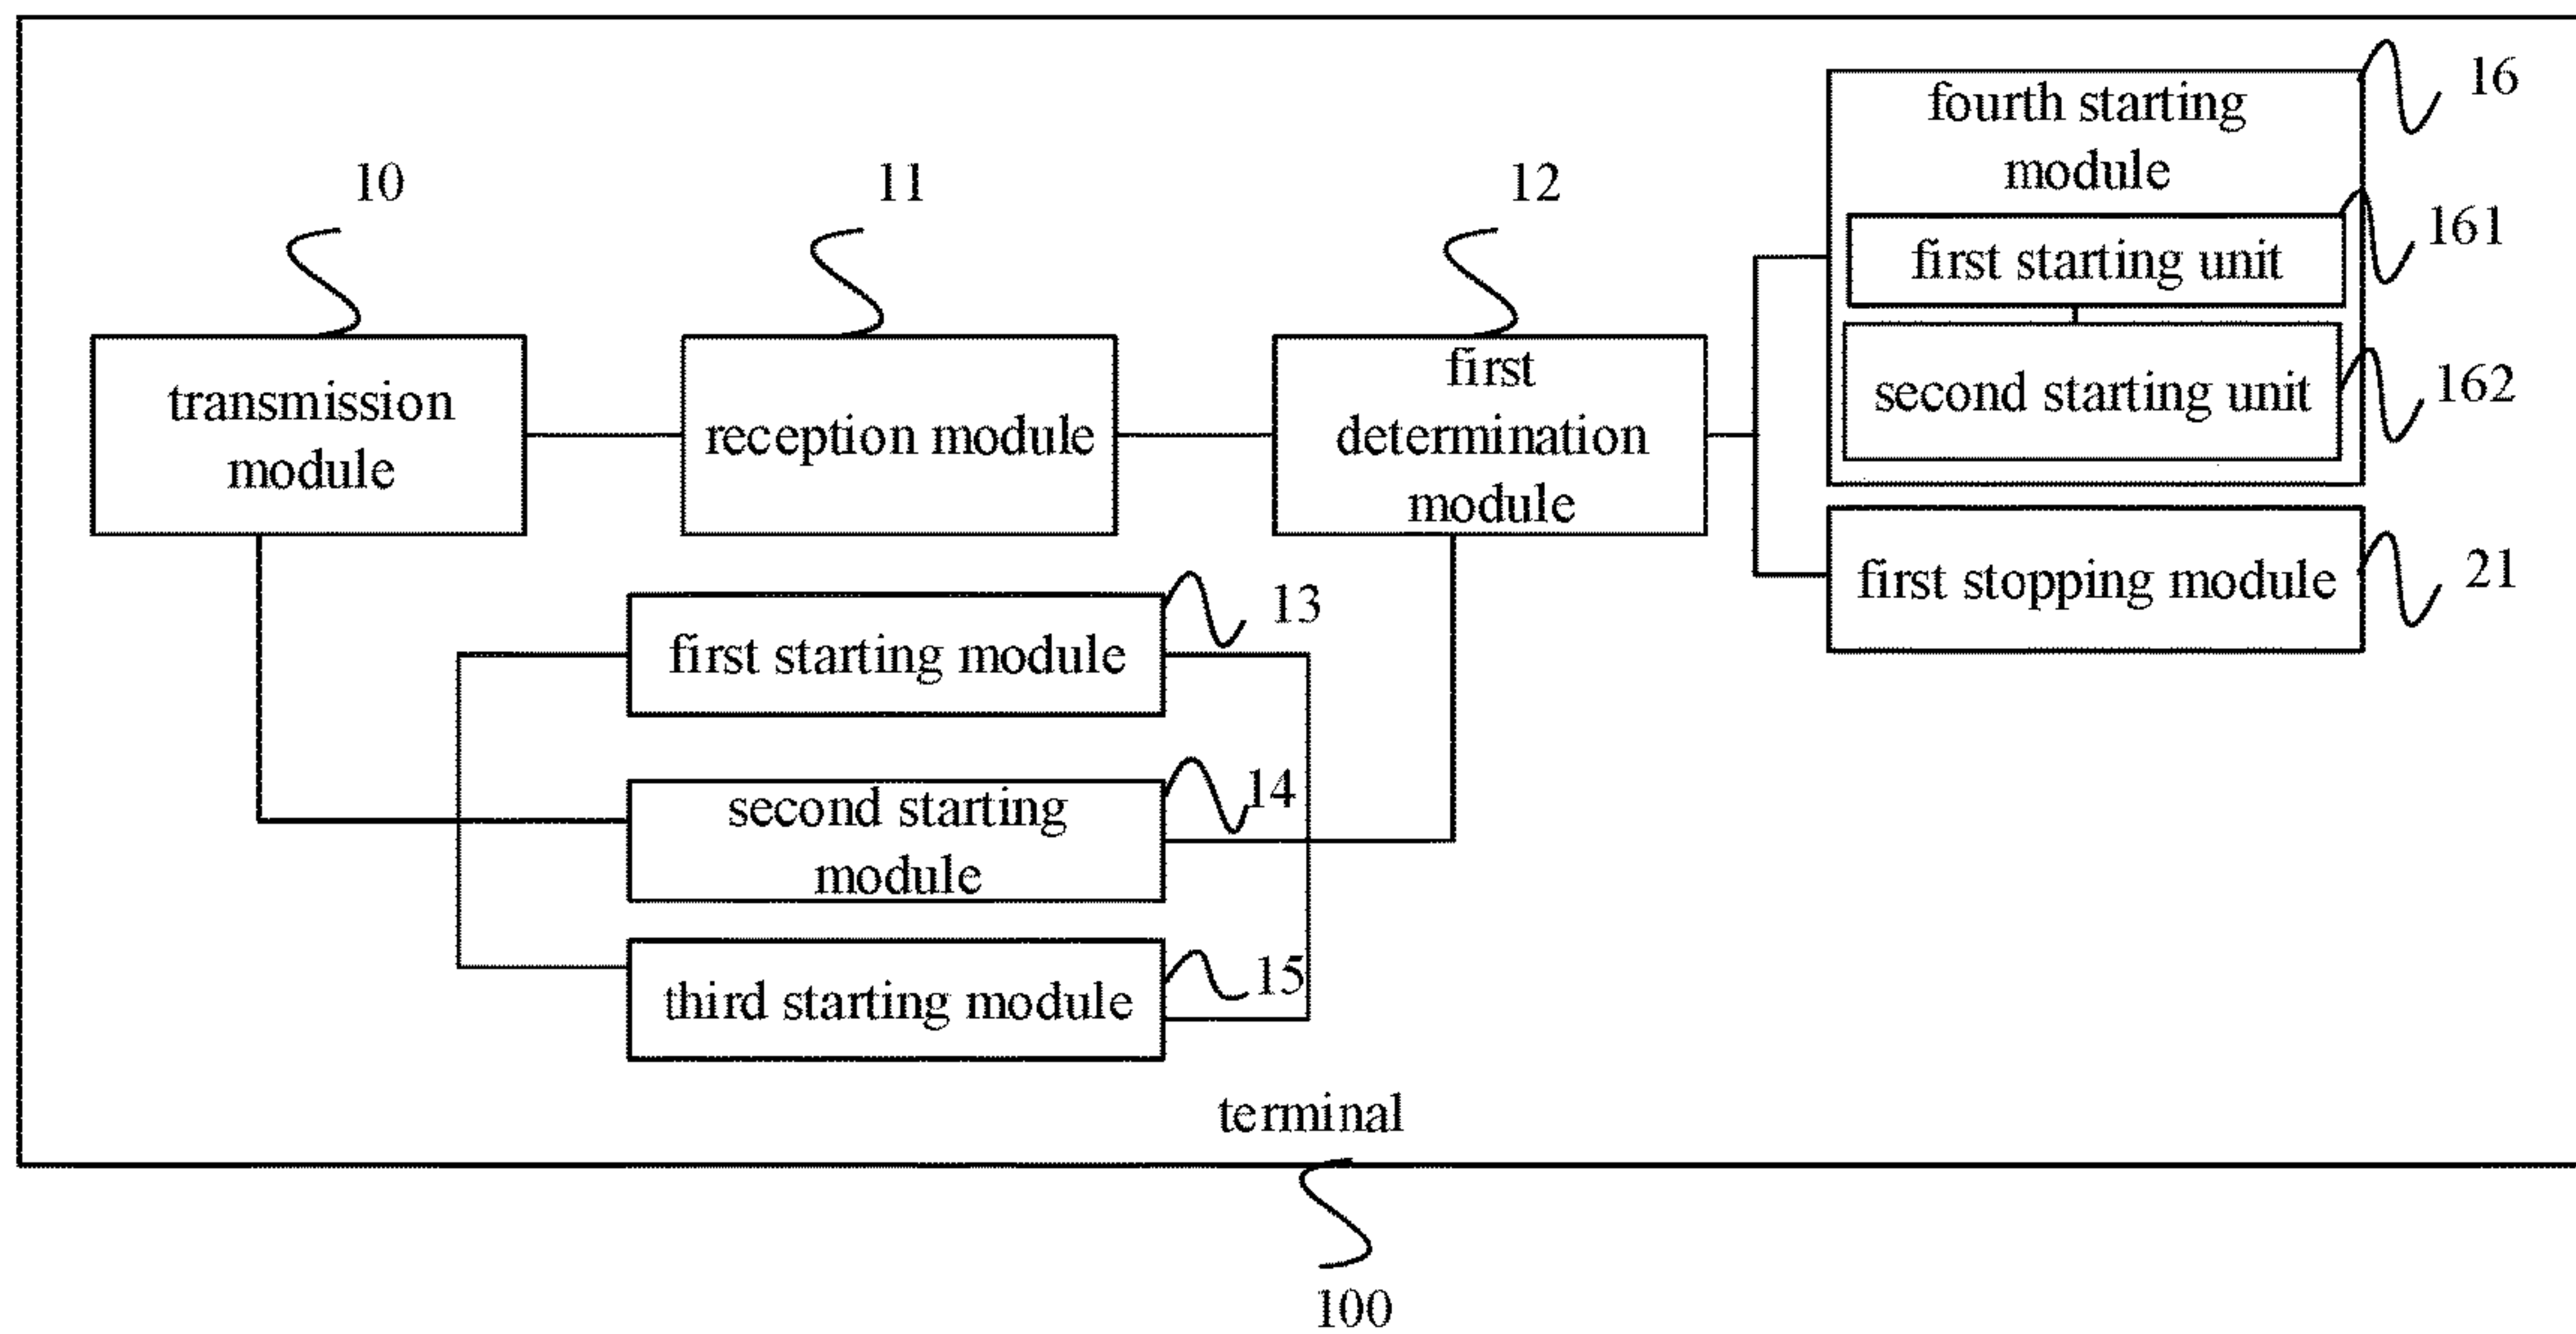 16
fourth starting
module
10
11
12
161
first starting unit
162
second starting unit
transmission
module
reception module
first
determination
module
21
first stopping module
13
first starting module
14
second starting
module
15
third starting module
terminal
100